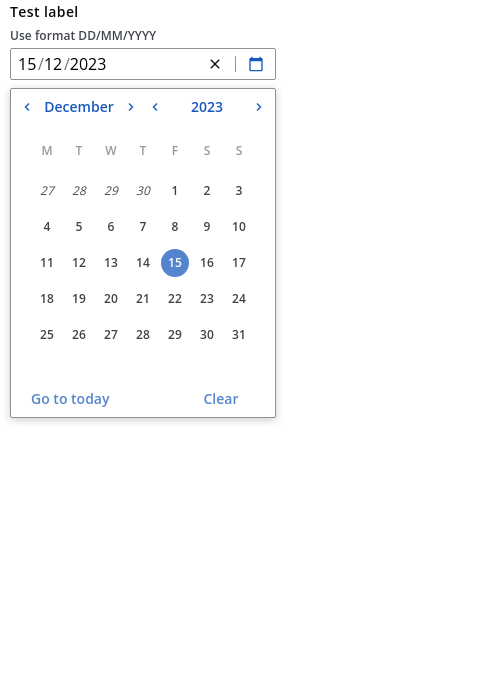 Test label
Use format DD/MM/YYYY
15/12/2023
December 2023
M T W T F S S
27 28 29 30 1 2 3
4 5 6 7 8 9 10
11 12 13 14 15 16 17
18 19 20 21 22 23 24
25 26 27 28 29 30 31
Go to today Clear